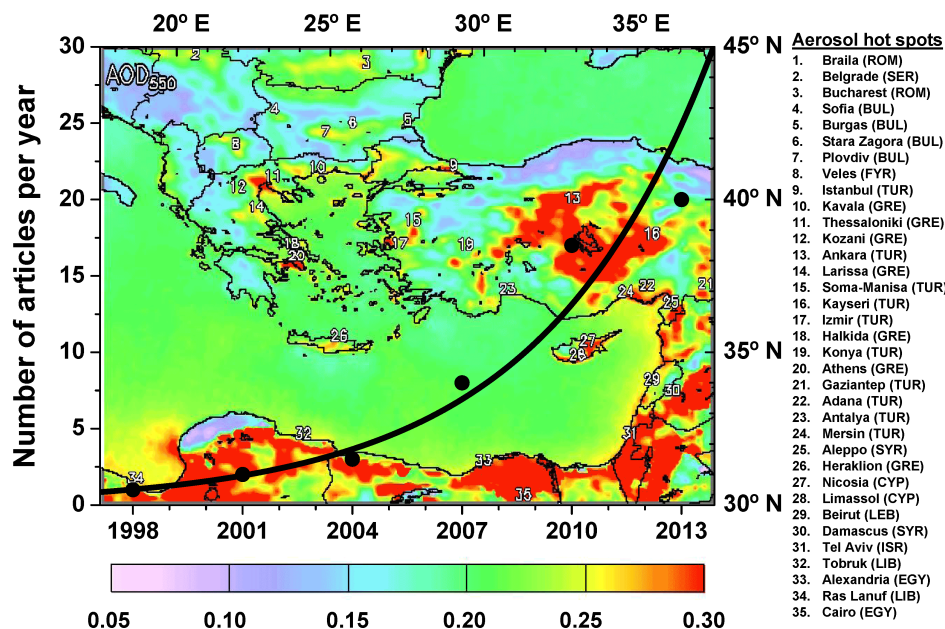 20° E
25° E
30° E
35° E
Number of articles per year
30
25
20
15
10
5
0
45° N
40° N
35° N
30° N
1998
2001
2004
2007
2010
2013
AOD550
1
2
3
4
5
6
7
8
9
10
11
12
13
14
15
16
17
18
19
20
21
22
23
24
25
26
27
28
29
30
31
32
33
34
35
0.05
0.10
0.15
0.20
0.25
0.30
Aerosol hot spots
1. Braila (ROM)
2. Belgrade (SER)
3. Bucharest (ROM)
4. Sofia (BUL)
5. Burgas (BUL)
6. Stara Zagora (BUL)
7. Plovdiv (BUL)
8. Veles (FYR)
9. Istanbul (TUR)
10. Kavala (GRE)
11. Thessaloniki (GRE)
12. Kozani (GRE)
13. Ankara (TUR)
14. Larissa (GRE)
15. Soma-Manisa (TUR)
16. Kayseri (TUR)
17. Izmir (TUR)
18. Halkida (GRE)
19. Konya (TUR)
20. Athens (GRE)
21. Gaziantep (TUR)
22. Adana (TUR)
23. Antalya (TUR)
24. Mersin (TUR)
25. Aleppo (SYR)
26. Heraklion (GRE)
27. Nicosia (CYP)
28. Limassol (CYP)
29. Beirut (LEB)
30. Damascus (SYR)
31. Tel Aviv (ISR)
32. Tobruk (LIB)
33. Alexandria (EGY)
34. Ras Lanuf (LIB)
35. Cairo (EGY)